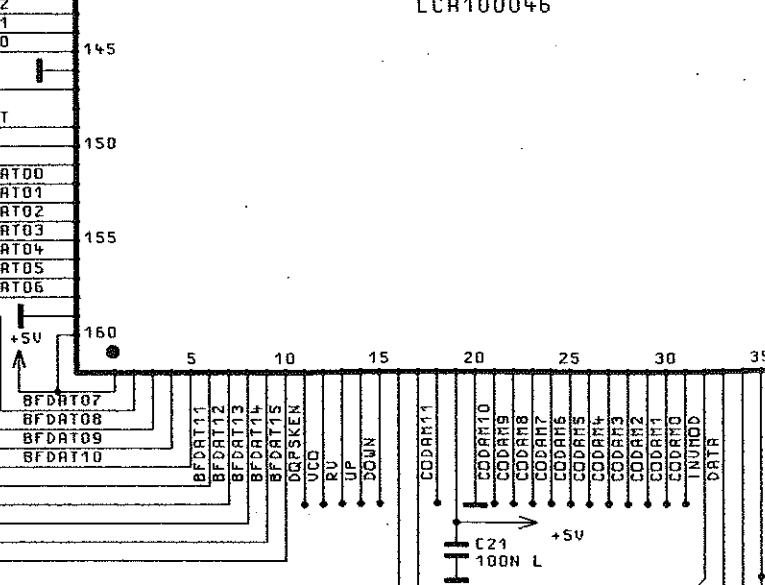 LCA100046
2
1
0
145
T
150
AT00
AT01
AT02
AT03
155
AT04
AT05
AT06
+5V
160
5
10
15
20
25
30
35
BFDAT07
BFDAT08
BFDAT09
BFDAT10
BFDAT11
BFDAT12
BFDAT13
BFDAT14
BFDAT15
DQPSKEN
VCO
RV
UP
DOWN
CODAM11
CODAM10
CODAM9
CODAM8
CODAM7
CODAM6
CODAM5
CODAM4
CODAM3
CODAM2
CODAM1
CODAM0
INVMOD
DATA
+5V
C21
100N L